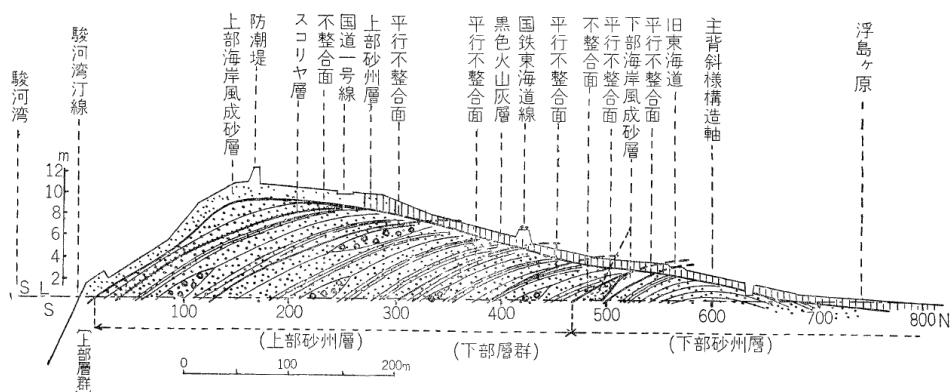 駿河湾
駿河湾汀線
上部海岸風成砂層
防潮堤
スコリヤ層
不整合面
国道一号線
上部砂州層
平行不整合面
平行不整合面
黒色火山灰層
国鉄東海道線
平行不整合面
不整合面
平行不整合面
下部海岸風成砂層
平行不整合面
旧東海道
主背斜様構造軸
浮島ヶ原
m
12
10
8
6
4
2
S L
S 100 200 300 400 500 600 700 800 N
(上部砂州層) (下部層群) (下部砂州層)
(上部層群)
0 100 200m